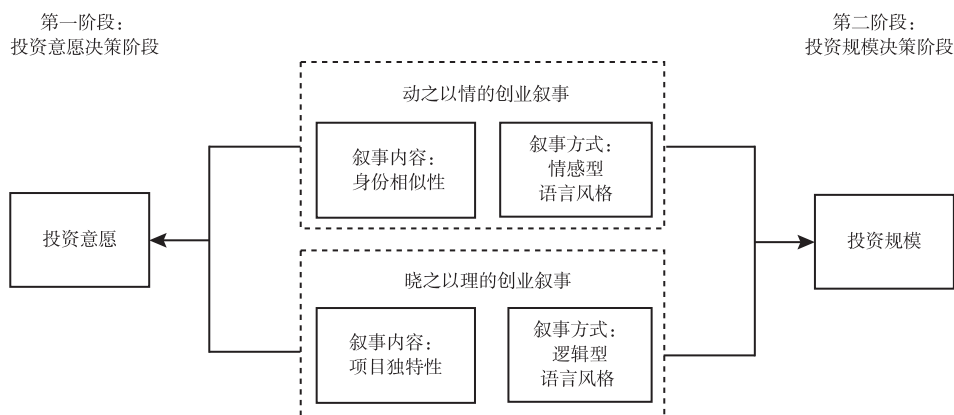 第一阶段：
投资意愿决策阶段
第二阶段：
投资规模决策阶段
动之以情的创业叙事
叙事内容：
身份相似性
叙事方式：
情感型
语言风格
投资意愿
投资规模
晓之以理的创业叙事
叙事内容：
项目独特性
叙事方式：
逻辑型
语言风格